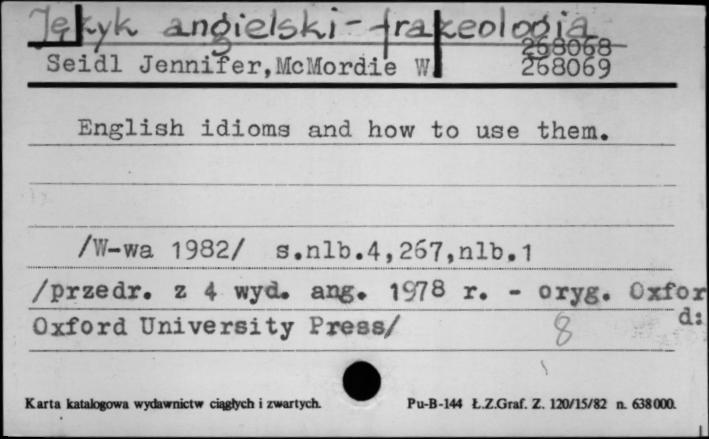 Język angielski - frazeologia
268068
Seidl Jennifer,McMordie W. 268069
English idioms and how to use them.
/W-wa 1982/ s.nlb.4,267,nlb.1
/przedr. z 4 wyd. ang. 1978 r. - oryg. Oxfor
d:
Oxford University Press/ 8
Karta katalogowa wydawnictw ciągłych i zwartych. Pu-B-144 Ł.Z.Graf. Z. 120/15/82 n. 638000.